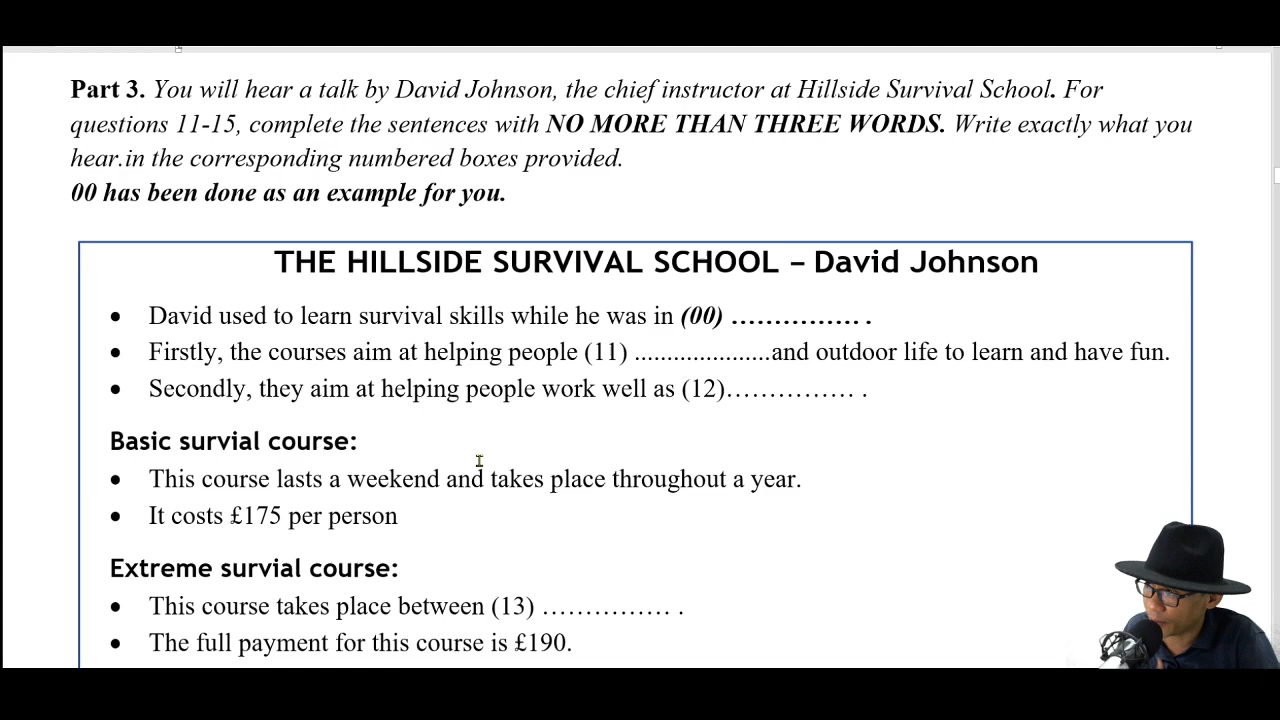 Part 3. You will hear a talk by David Johnson, the chief instructor at Hillside Survival School. For
questions 11-15, complete the sentences with NO MORE THAN THREE WORDS. Write exactly what you
hear.in the corresponding numbered boxes provided.
00 has been done as an example for you.
THE HILLSIDE SURVIVAL SCHOOL – David Johnson
• David used to learn survival skills while he was in (00) …………… .
• Firstly, the courses aim at helping people (11) .....................and outdoor life to learn and have fun.
• Secondly, they aim at helping people work well as (12)…………… .
Basic survial course:
• This course lasts a weekend and takes place throughout a year.
• It costs £175 per person
Extreme survial course:
• This course takes place between (13) …………… .
• The full payment for this course is £190.